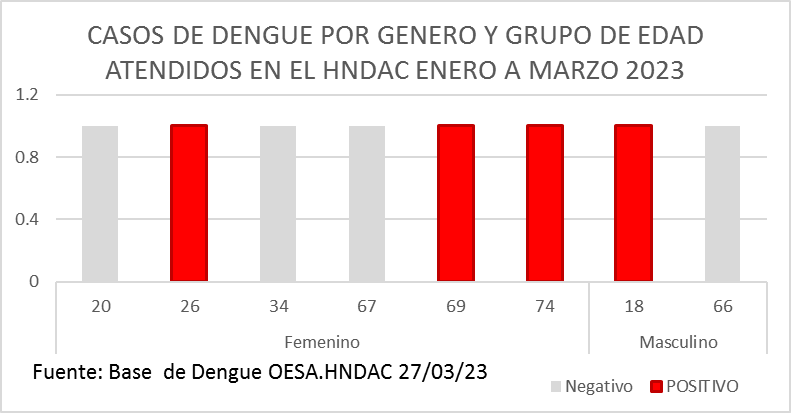 CASOS DE DENGUE POR GENERO Y GRUPO DE EDAD
ATENDIDOS EN EL HNDAC ENERO A MARZO 2023
1.2
0.8
0.4
0
20 26 34 67 69 74 18 66
Femenino Masculino
Fuente: Base de Dengue OESA.HNDAC 27/03/23
Negativo POSITIVO